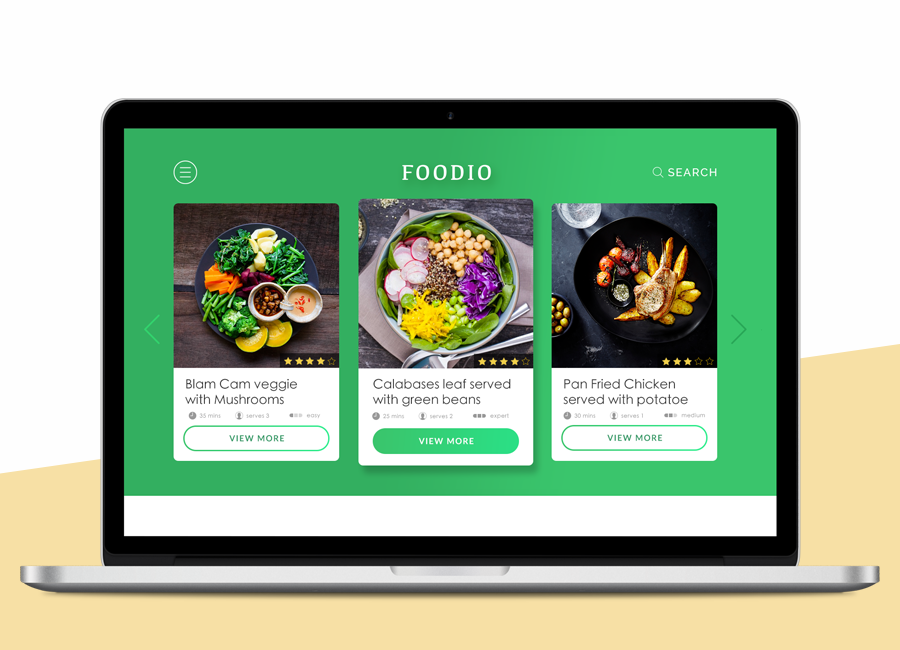 FOODIO
SEARCH
Blam Cam veggie
with Mushrooms
35 mins serves 3 easy
VIEW MORE
Calabases leaf served
with green beans
25 mins serves 2 expert
VIEW MORE
Pan Fried Chicken
served with potatoe
30 mins serves 1 medium
VIEW MORE